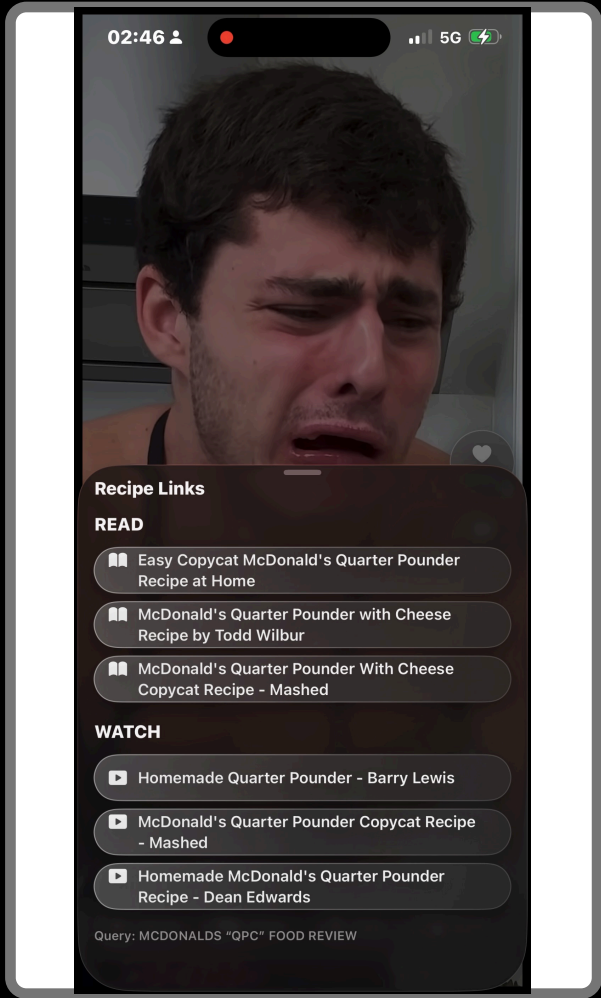 02:46
5G
Recipe Links
READ
Easy Copycat McDonald's Quarter Pounder
Recipe at Home
McDonald's Quarter Pounder with Cheese
Recipe by Todd Wilbur
McDonald's Quarter Pounder With Cheese
Copycat Recipe - Mashed
WATCH
Homemade Quarter Pounder - Barry Lewis
McDonald's Quarter Pounder Copycat Recipe
- Mashed
Homemade McDonald's Quarter Pounder
Recipe - Dean Edwards
Query: MCDONALDS “QPC” FOOD REVIEW